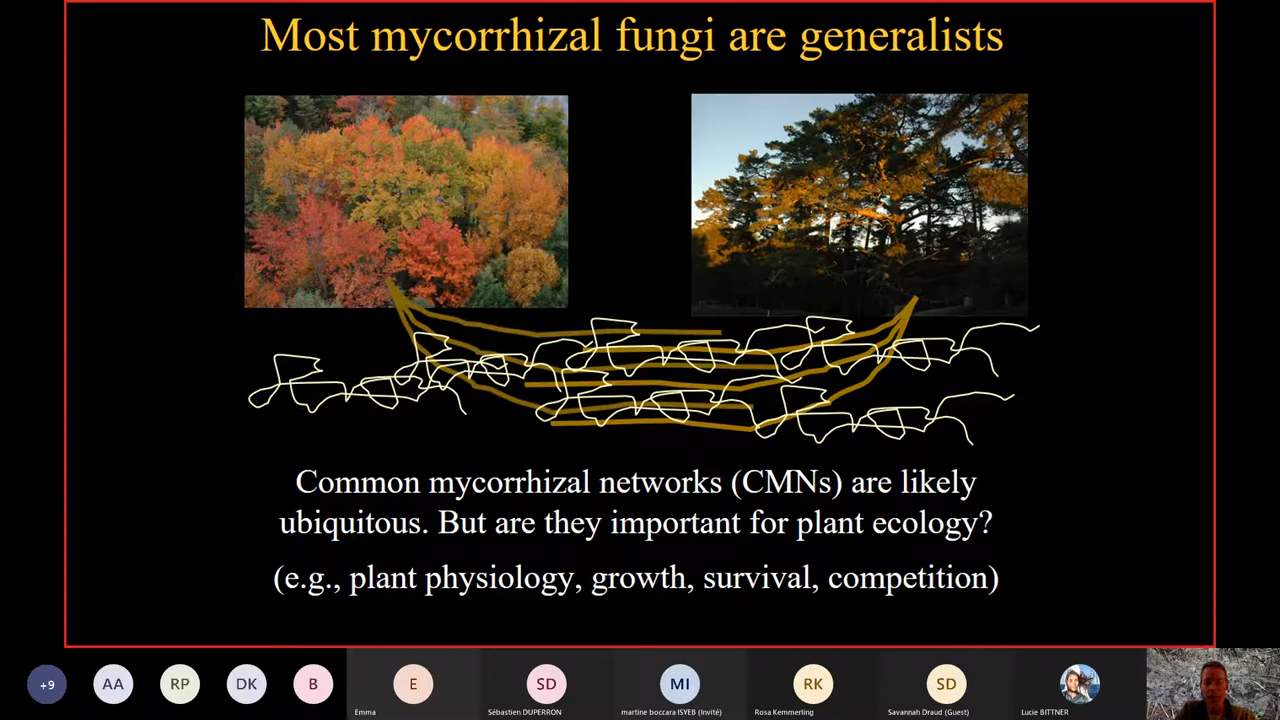 Most mycorrhizal fungi are generalists
Common mycorrhizal networks (CMNs) are likely
ubiquitous. But are they important for plant ecology?
(e.g., plant physiology, growth, survival, competition)
+9
AA
RP
DK
B
E
SD
MI
RK
SD
Emma
Sébastien DUPERRON
martine boccara ISYEB (Invité)
Rosa Kemmerling
Savannah Draud (Guest)
Lucie BITTNER